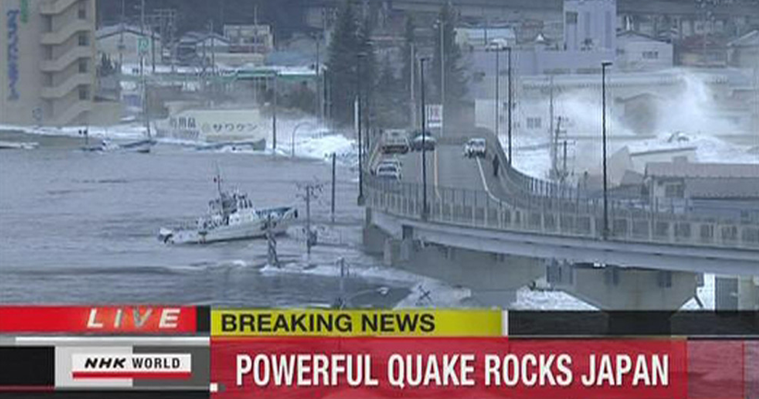 サワケン
LIVE
BREAKING NEWS
NHK WORLD
POWERFUL QUAKE ROCKS JAPAN